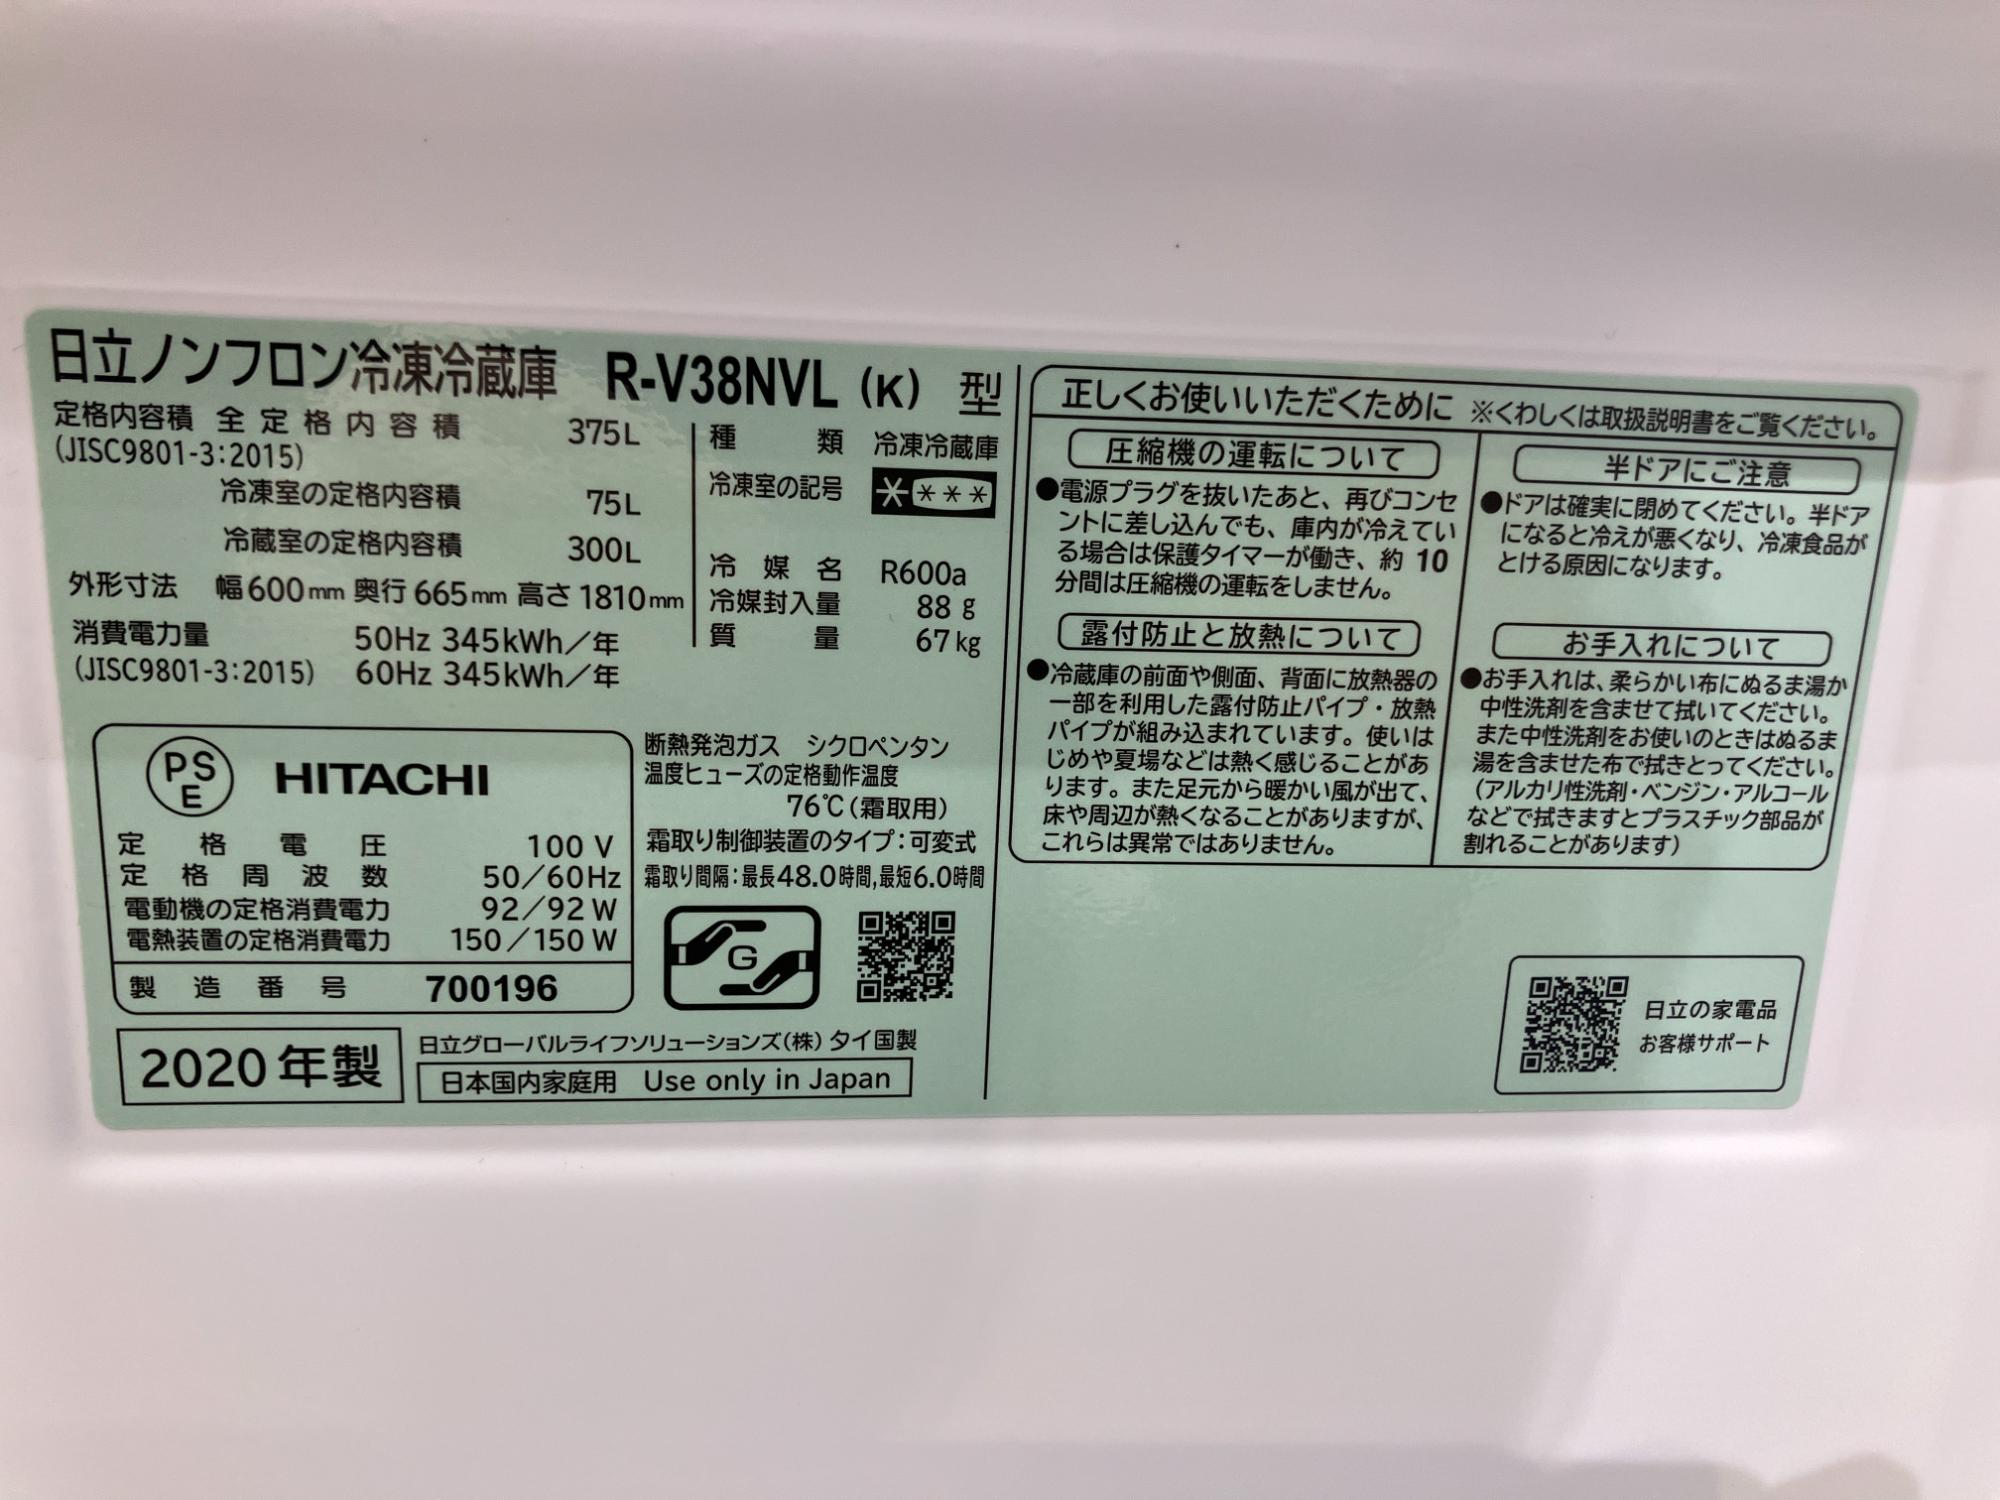 日立ノンフロン冷凍冷蔵庫 R-V38NVL (K) 型
定格内容積 全定格内容積 375L
(JISC9801-3:2015)
冷凍室の定格内容積 75L
冷蔵室の定格内容積 300L
外形寸法 幅600mm 奥行665mm 高さ1810mm
消費電力量 50Hz 345kWh/年
(JISC9801-3:2015) 60Hz 345kWh/年
種類 冷凍冷蔵庫
冷凍室の記号 * ***
冷媒名 R600a
冷媒封入量 88g
質量 67kg
PSE HITACHI
定格電圧 100V
定格周波数 50/60Hz
電動機の定格消費電力 92/92W
電熱装置の定格消費電力 150/150W
製造番号 700196
断熱発泡ガス シクロペンタン
温度ヒューズの定格動作温度
76℃(霜取用)
霜取り制御装置のタイプ:可変式
霜取り間隔:最長48.0時間,最短6.0時間
G
2020年製
日立グローバルライフソリューションズ(株) タイ国製
日本国内家庭用 Use only in Japan
正しくお使いいただくために ※くわしくは取扱説明書をご覧ください。
圧縮機の運転について
●電源プラグを抜いたあと、再びコンセ
ントに差し込んでも、庫内が冷えてい
る場合は保護タイマーが働き、約10
分間は圧縮機の運転をしません。
露付防止と放熱について
●冷蔵庫の前面や側面、背面に放熱器の
一部を利用した露付防止パイプ・放熱
パイプが組み込まれています。使いは
じめや夏場などは熱く感じることがあ
ります。また足元から暖かい風が出て、
床や周辺が熱くなることがありますが、
これらは異常ではありません。
半ドアにご注意
●ドアは確実に閉めてください。半ドア
になると冷えが悪くなり、冷凍食品が
とける原因になります。
お手入れについて
●お手入れは、柔らかい布にぬるま湯か
中性洗剤を含ませて拭いてください。
また中性洗剤をお使いのときはぬるま
湯を含ませた布で拭きとってください。
(アルカリ性洗剤・ベンジン・アルコール
などで拭きますとプラスチック部品が
割れることがあります)
日立の家電品
お客様サポート